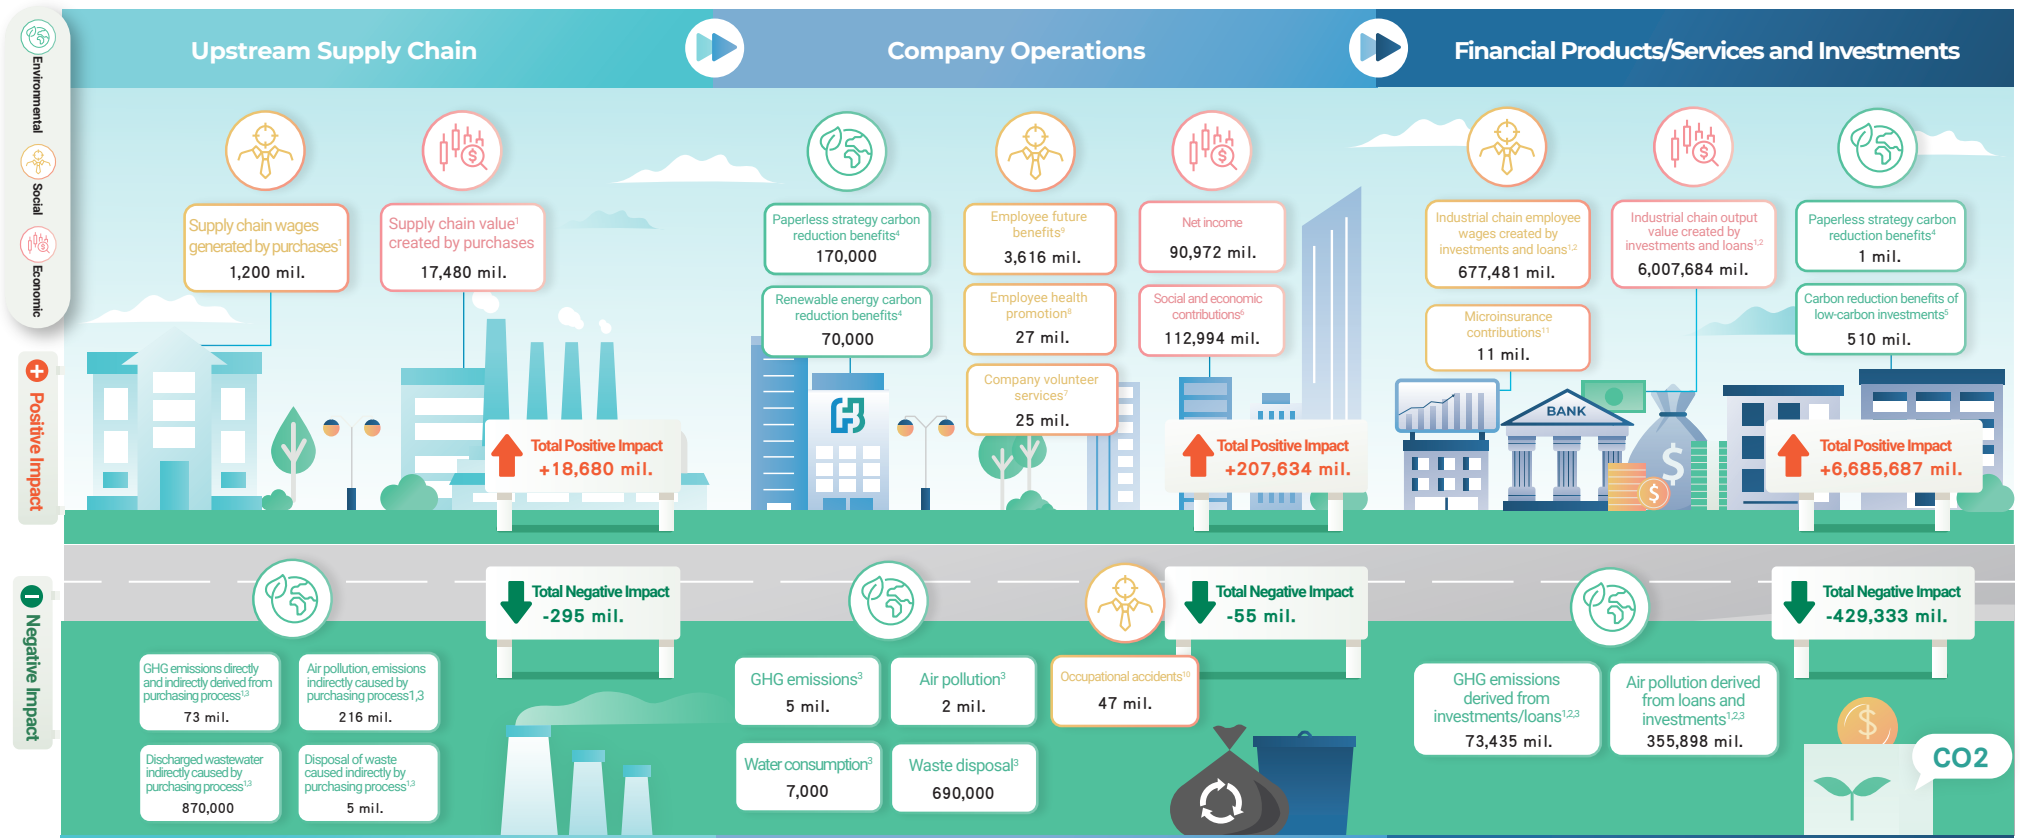 Environmental
Social
Economic
Positive Impact
Negative Impact
Upstream Supply Chain
Supply chain wages
generated by purchases¹
1,200 mil.
Supply chain value¹
created by purchases
17,480 mil.
Total Positive Impact
+18,680 mil.
Total Negative Impact
-295 mil.
GHG emissions directly
and indirectly derived from
purchasing process¹,³
73 mil.
Air pollution, emissions
indirectly caused by
purchasing process1,3
216 mil.
Discharged wastewater
indirectly caused by
purchasing process¹,³
870,000
Disposal of waste
caused indirectly by
purchasing process¹,³
5 mil.
Company Operations
Paperless strategy carbon
reduction benefits⁴
170,000
Renewable energy carbon
reduction benefits⁴
70,000
Employee future
benefits⁹
3,616 mil.
Employee health
promotion⁸
27 mil.
Company volunteer
services⁷
25 mil.
Net income
90,972 mil.
Social and economic
contributions⁶
112,994 mil.
Total Positive Impact
+207,634 mil.
Total Negative Impact
-55 mil.
GHG emissions³
5 mil.
Air pollution³
2 mil.
Occupational accidents¹⁰
47 mil.
Water consumption³
7,000
Waste disposal³
690,000
Financial Products/Services and Investments
Industrial chain employee
wages created by
investments and loans¹,²
677,481 mil.
Microinsurance
contributions¹¹
11 mil.
Industrial chain output
value created by
investments and loans¹,²
6,007,684 mil.
Paperless strategy carbon
reduction benefits⁴
1 mil.
Carbon reduction benefits of
low-carbon investments⁵
510 mil.
BANK
$
$
Total Positive Impact
+6,685,687 mil.
Total Negative Impact
-429,333 mil.
GHG emissions
derived from
investments/loans¹,²,³
73,435 mil.
Air pollution derived
from loans and
investments¹,²,³
355,898 mil.
$
CO2